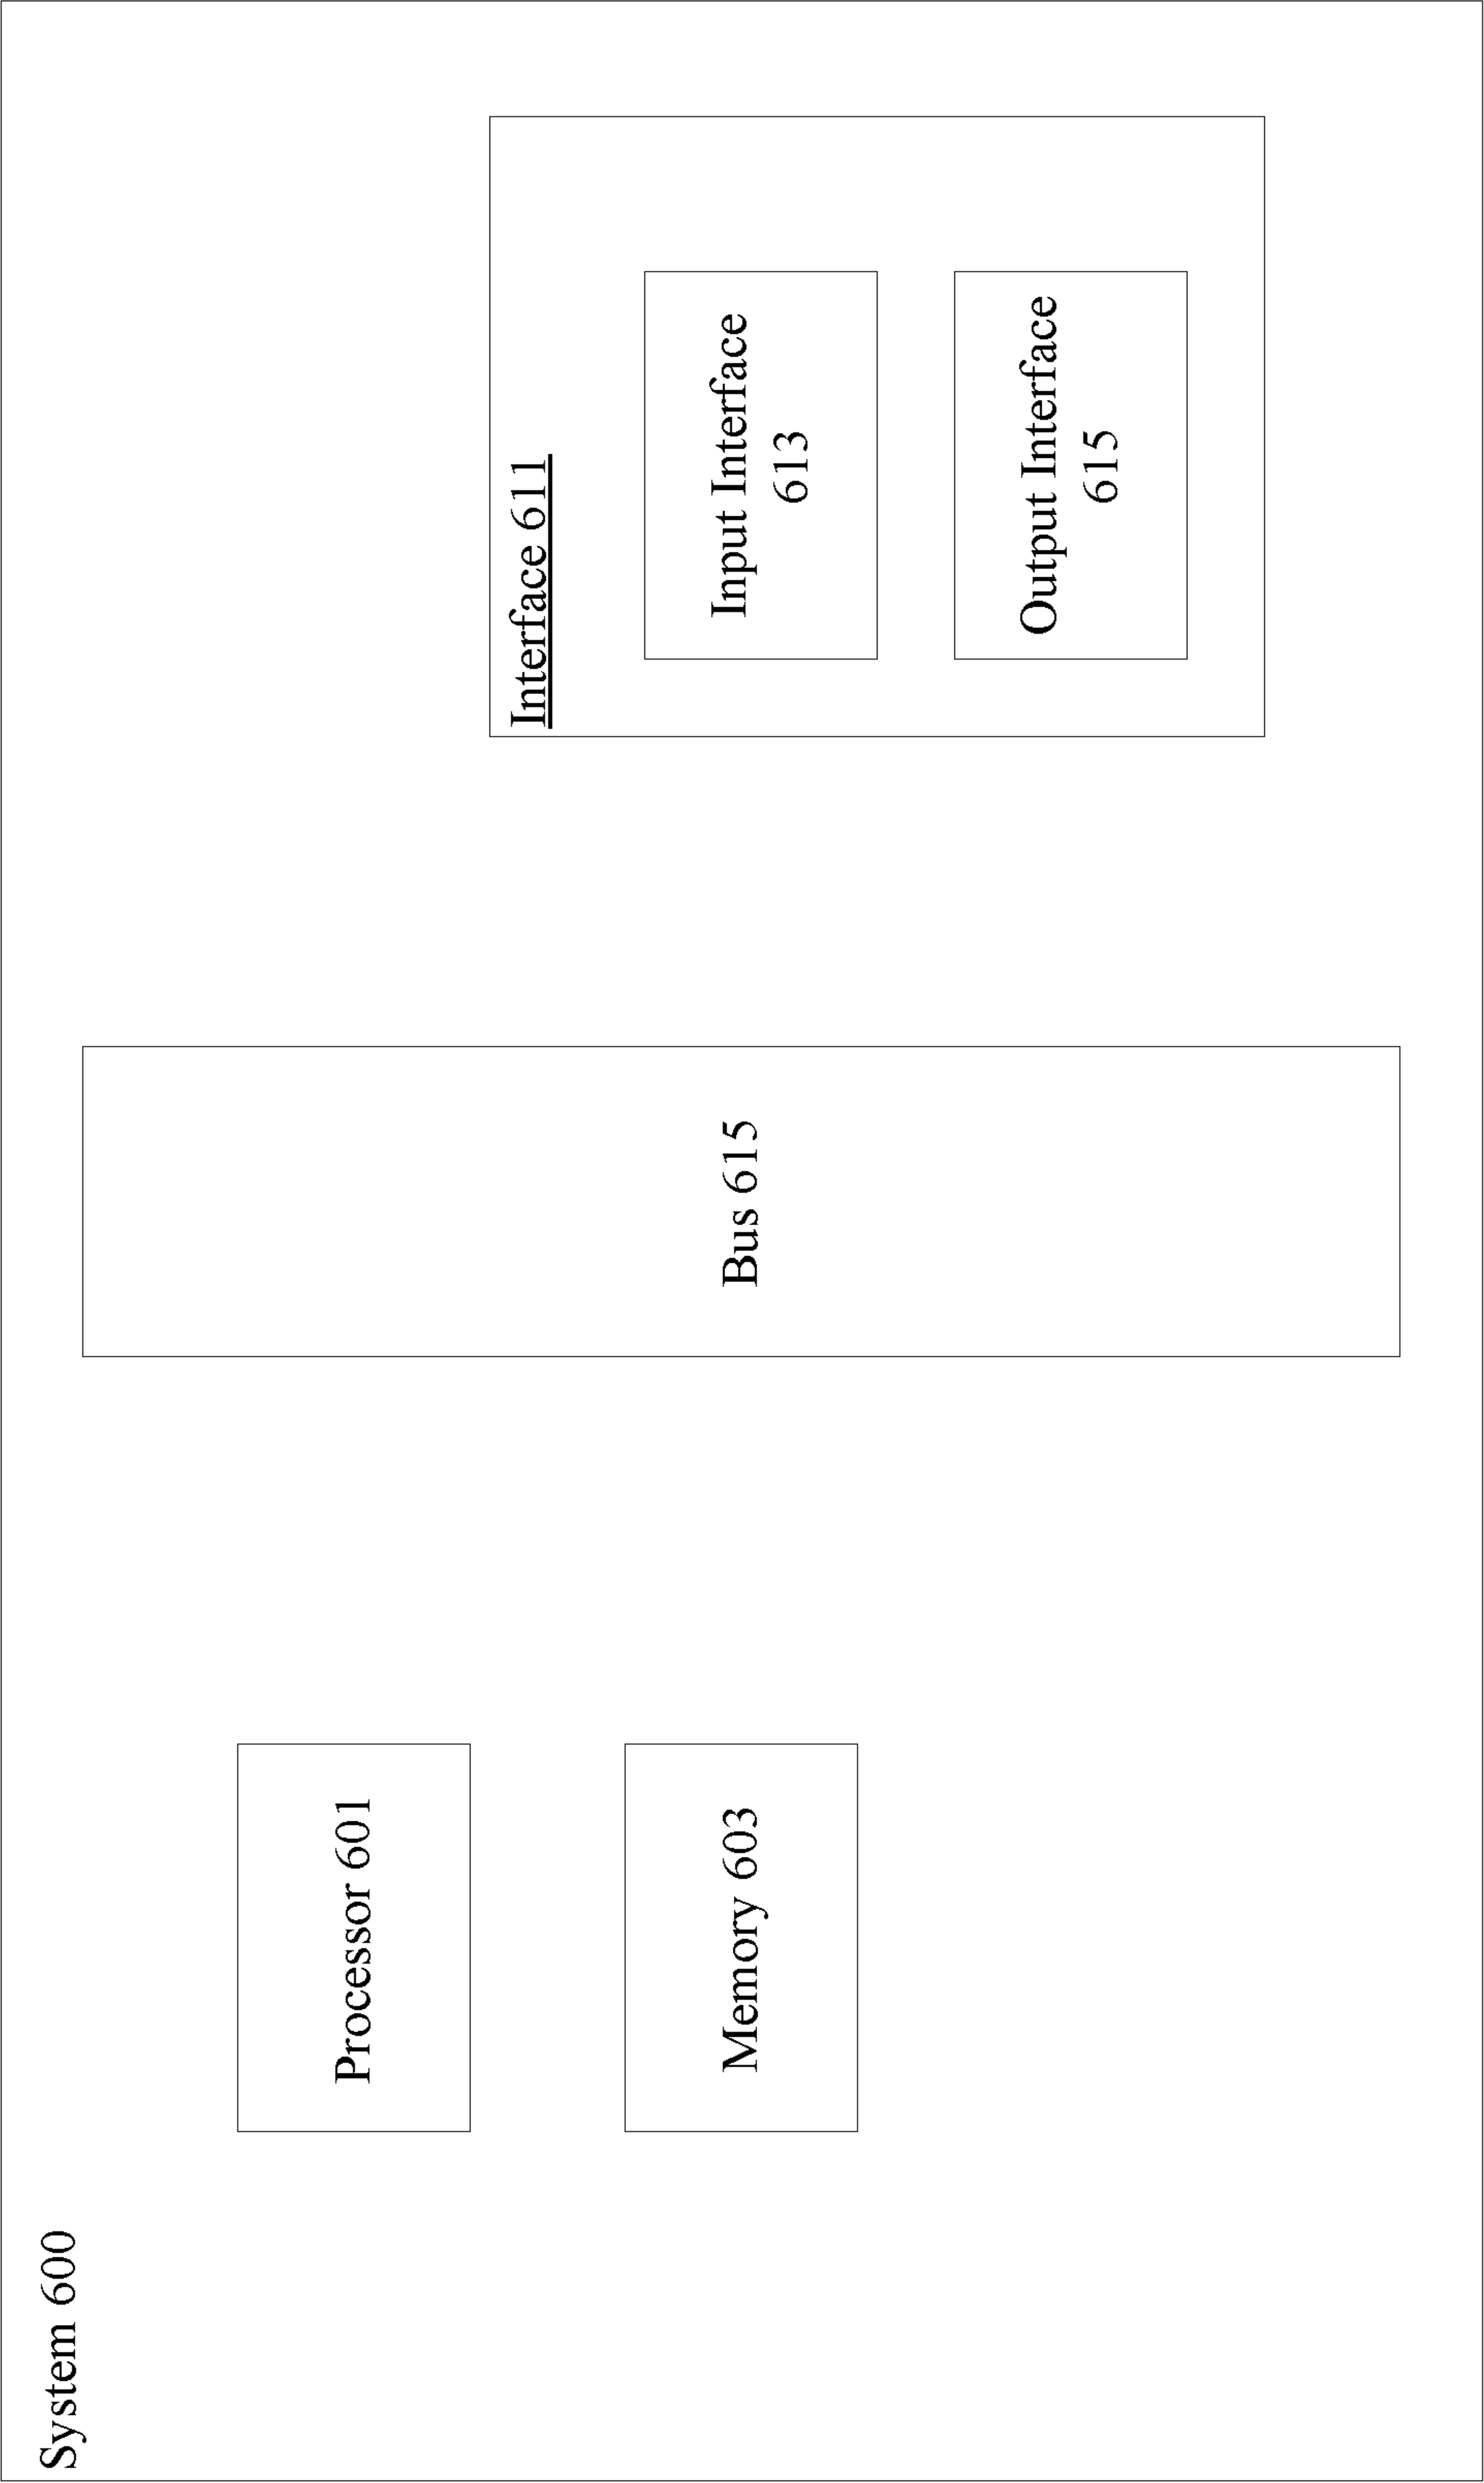 System 600
Processor 601
Memory 603
Bus 615
Interface 611
Input Interface
613
Output Interface
615